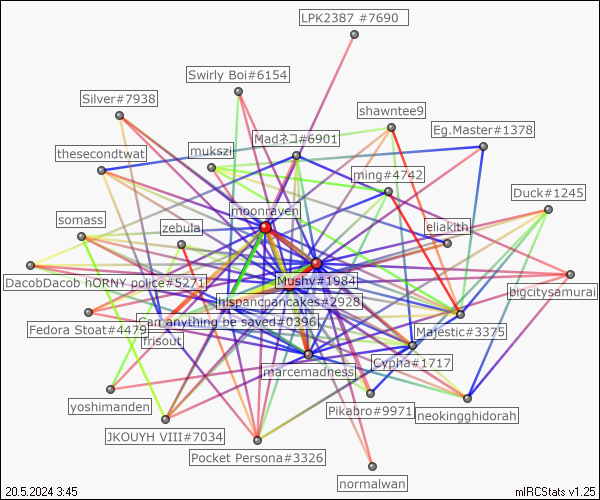 LPK2387 #7690
Swirly Boi#6154
Silver#7938
shawntee9
Eg.Master#1378
Madネコ#6901
mukszi
thesecondtwat
ming#4742
Duck#1245
moonraven
somass
zebula
eliakith
DacobDacob hORNY police#5271
Mushy#1984
bigcitysamurai
hispancpancakes#2928
Can anything be saved#0396
Fedora Stoat#4479
Majestic#3375
frisout
Cypha#1717
marcemadness
yoshimanden
Pikabro#9971
neokingghidorah
JKOUYH VIII#7034
Pocket Persona#3326
normalwan
20.5.2024 3:45
mIRCStats v1.25